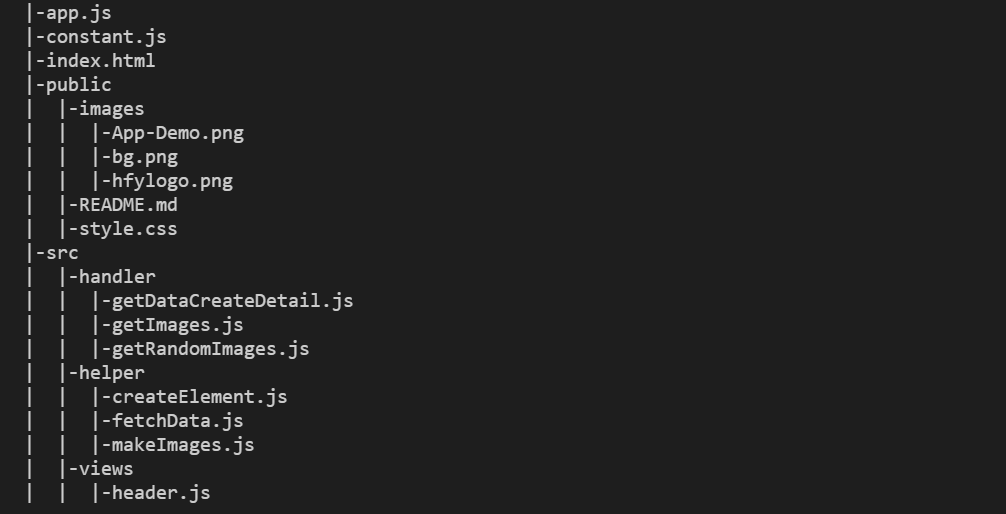 |-app.js
|-constant.js
|-index.html
|-public
|  |-images
|  |  |-App-Demo.png
|  |  |-bg.png
|  |  |-hfylogo.png
|  |-README.md
|  |-style.css
|-src
|  |-handler
|  |  |-getDataCreateDetail.js
|  |  |-getImages.js
|  |  |-getRandomImages.js
|  |-helper
|  |  |-createElement.js
|  |  |-fetchData.js
|  |  |-makeImages.js
|  |-views
|  |  |-header.js